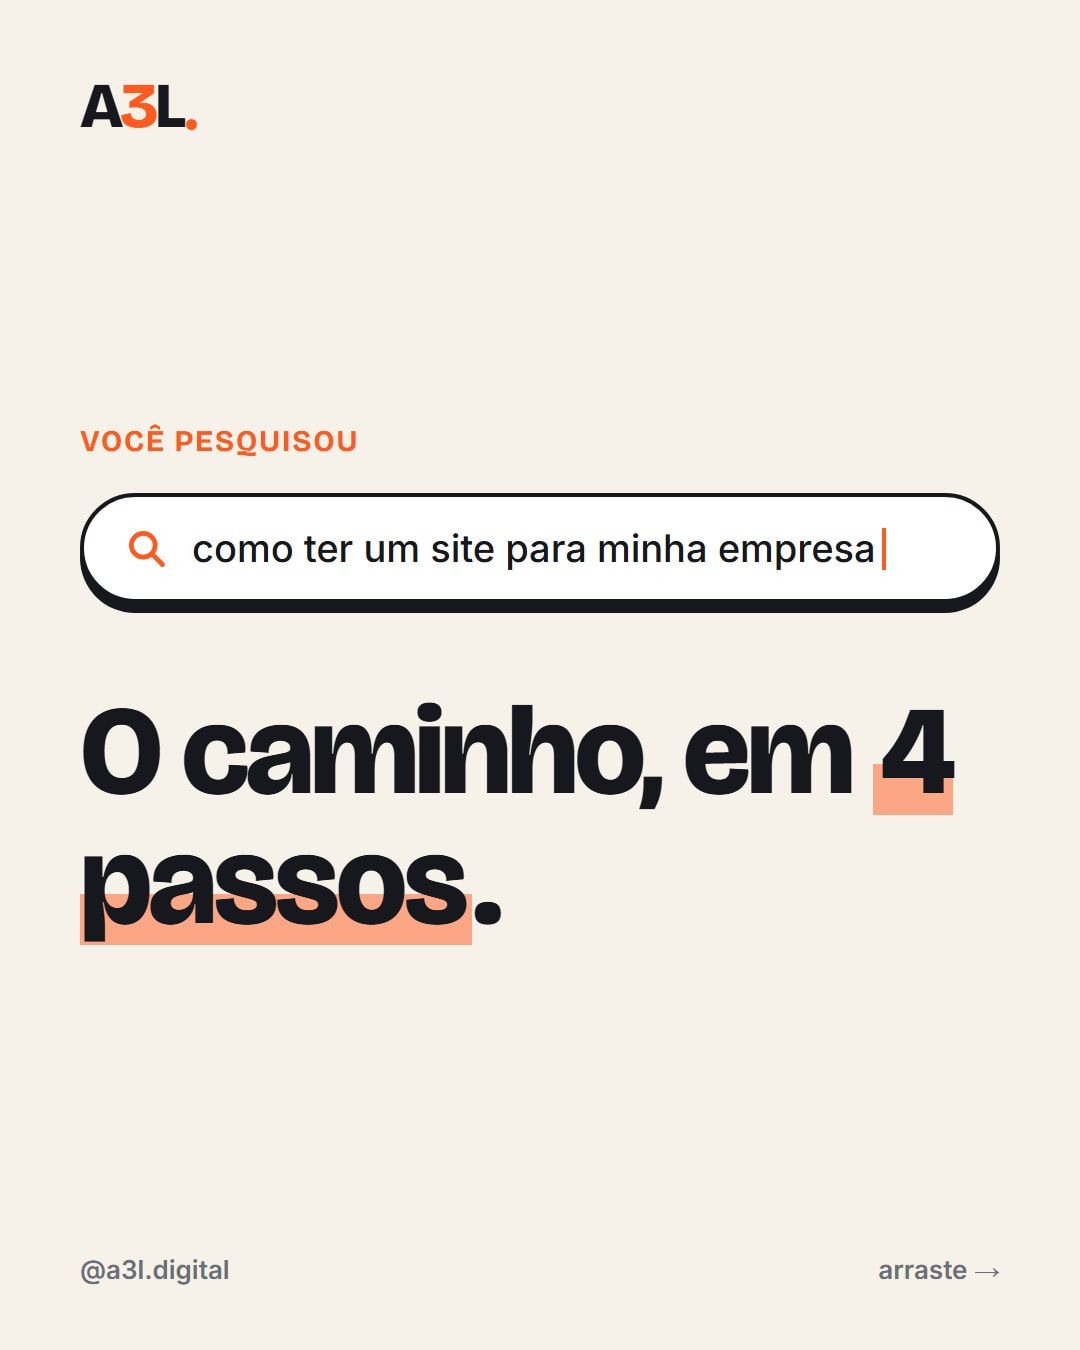 A3L.
VOCÊ PESQUISOU
como ter um site para minha empresa
O caminho, em 4
passos.
@a3l.digital
arraste →